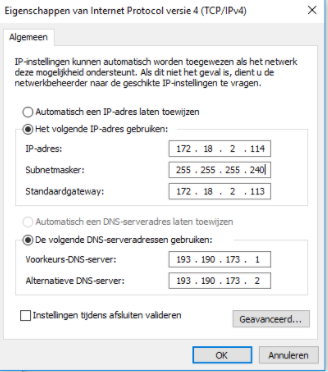 Eigenschappen van Internet Protocol versie 4 (TCP/IPv4)
Algemeen
IP-instellingen kunnen automatisch worden toegewezen als het netwerk
deze mogelijkheid ondersteunt. Als dit niet het geval is, dient u de
netwerkbeheerder naar de geschikte IP-instellingen te vragen.
Automatisch een IP-adres laten toewijzen
Het volgende IP-adres gebruiken:
IP-adres: 172 . 18 . 2 . 114
Subnetmasker: 255 . 255 . 255 . 240
Standaardgateway: 172 . 18 . 2 . 113
Automatisch een DNS-serveradres laten toewijzen
De volgende DNS-serveradressen gebruiken:
Voorkeurs-DNS-server: 193 . 190 . 173 . 1
Alternatieve DNS-server: 193 . 190 . 173 . 2
Instellingen tijdens afsluiten valideren
Geavanceerd...
OK Annuleren